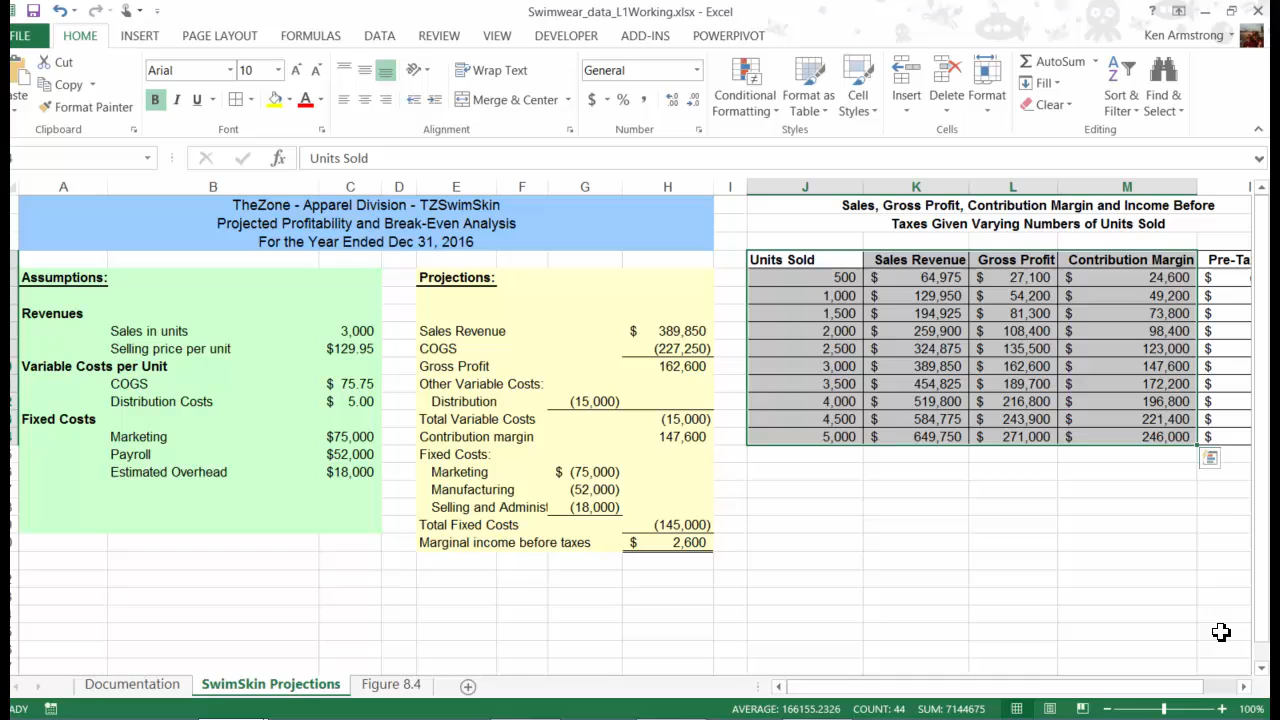 Swimwear_data_L1Working.xlsx - Excel
FILE HOME INSERT PAGE LAYOUT FORMULAS DATA REVIEW VIEW DEVELOPER ADD-INS POWERPIVOT Ken Armstrong
Cut
Copy
Format Painter
Clipboard
Arial 10
B I U A
Font
Wrap Text
Merge & Center
Alignment
General
$ % ,
Number
Conditional Formatting
Format as Table
Cell Styles
Styles
Insert Delete Format
Cells
AutoSum
Fill
Clear
Sort & Filter
Find & Select
Editing
fx Units Sold
A B C D E F G H I J K L M
TheZone - Apparel Division - TZSwimSkin
Projected Profitability and Break-Even Analysis
For the Year Ended Dec 31, 2016
Assumptions:
Revenues
Sales in units 3,000
Selling price per unit $129.95
Variable Costs per Unit
COGS $ 75.75
Distribution Costs $ 5.00
Fixed Costs
Marketing $75,000
Payroll $52,000
Estimated Overhead $18,000
Projections:
Sales Revenue $ 389,850
COGS (227,250)
Gross Profit 162,600
Other Variable Costs:
Distribution (15,000)
Total Variable Costs (15,000)
Contribution margin 147,600
Fixed Costs:
Marketing $ (75,000)
Manufacturing (52,000)
Selling and Adminis (18,000)
Total Fixed Costs (145,000)
Marginal income before taxes $ 2,600
Sales, Gross Profit, Contribution Margin and Income Before
Taxes Given Varying Numbers of Units Sold
Units Sold Sales Revenue Gross Profit Contribution Margin Pre-Ta
500 $ 64,975 $ 27,100 $ 24,600 $
1,000 $ 129,950 $ 54,200 $ 49,200 $
1,500 $ 194,925 $ 81,300 $ 73,800 $
2,000 $ 259,900 $ 108,400 $ 98,400 $
2,500 $ 324,875 $ 135,500 $ 123,000 $
3,000 $ 389,850 $ 162,600 $ 147,600 $
3,500 $ 454,825 $ 189,700 $ 172,200 $
4,000 $ 519,800 $ 216,800 $ 196,800 $
4,500 $ 584,775 $ 243,900 $ 221,400 $
5,000 $ 649,750 $ 271,000 $ 246,000 $
Documentation SwimSkin Projections Figure 8.4
ADY AVERAGE: 166155.2326 COUNT: 44 SUM: 7144675 100%